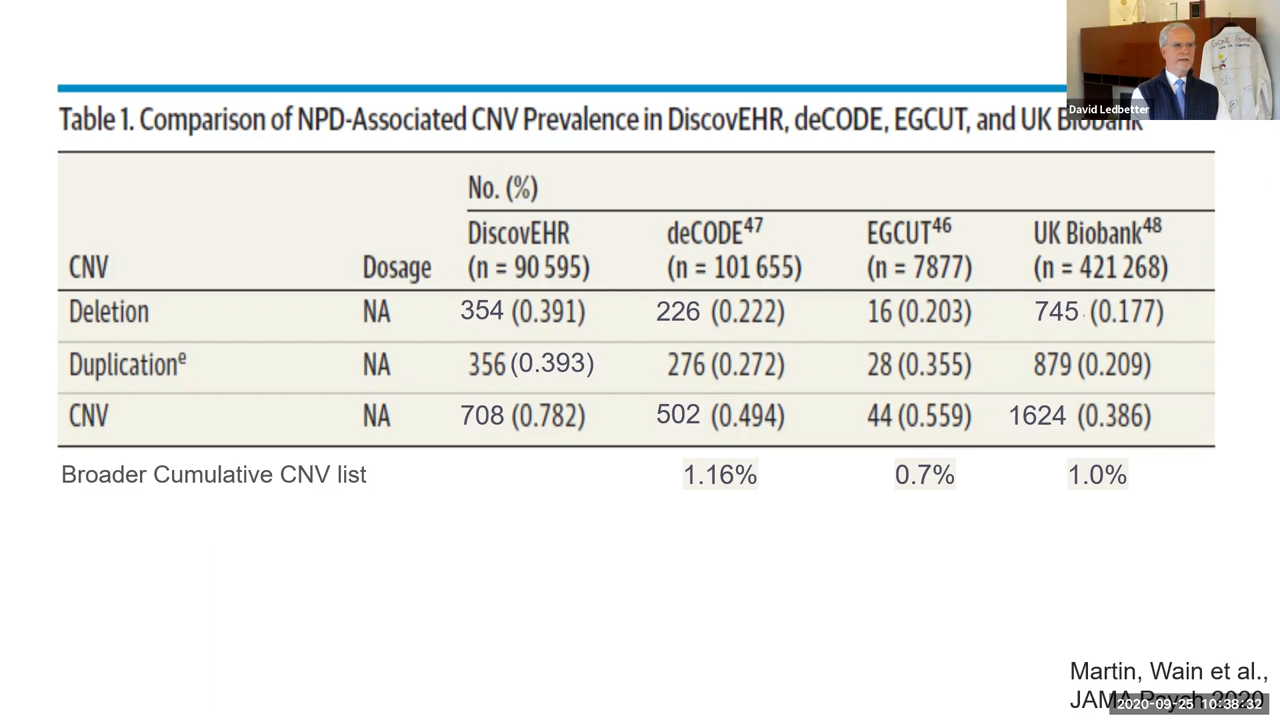 David Ledbetter
Table 1. Comparison of NPD-Associated CNV Prevalence in DiscovEHR, deCODE, EGCUT, and UK Biobank
No. (%)
DiscovEHR deCODE47 EGCUT46 UK Biobank48
CNV Dosage (n = 90 595) (n = 101 655) (n = 7877) (n = 421 268)
Deletion NA 354 (0.391) 226 (0.222) 16 (0.203) 745 (0.177)
Duplicatione NA 356 (0.393) 276 (0.272) 28 (0.355) 879 (0.209)
CNV NA 708 (0.782) 502 (0.494) 44 (0.559) 1624 (0.386)
Broader Cumulative CNV list 1.16% 0.7% 1.0%
Martin, Wain et al.,
JAMA Psych 2020
2020-09-25 10:38:32